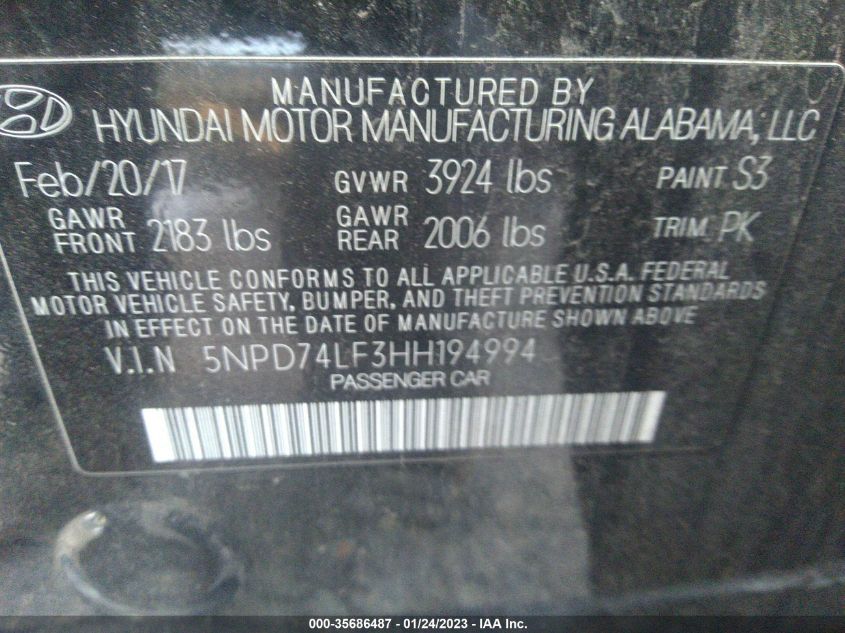 MANUFACTURED BY
HYUNDAI MOTOR MANUFACTURING ALABAMA, LLC
Feb/20/17 GVWR 3924 lbs PAINT S3
GAWR FRONT 2183 lbs GAWR REAR 2006 lbs TRIM PK
THIS VEHICLE CONFORMS TO ALL APPLICABLE U.S.A. FEDERAL
MOTOR VEHICLE SAFETY, BUMPER, AND THEFT PREVENTION STANDARDS
IN EFFECT ON THE DATE OF MANUFACTURE SHOWN ABOVE
V.I.N 5NPD74LF3HH194994
PASSENGER CAR
000-35686487 - 01/24/2023 - IAA Inc.